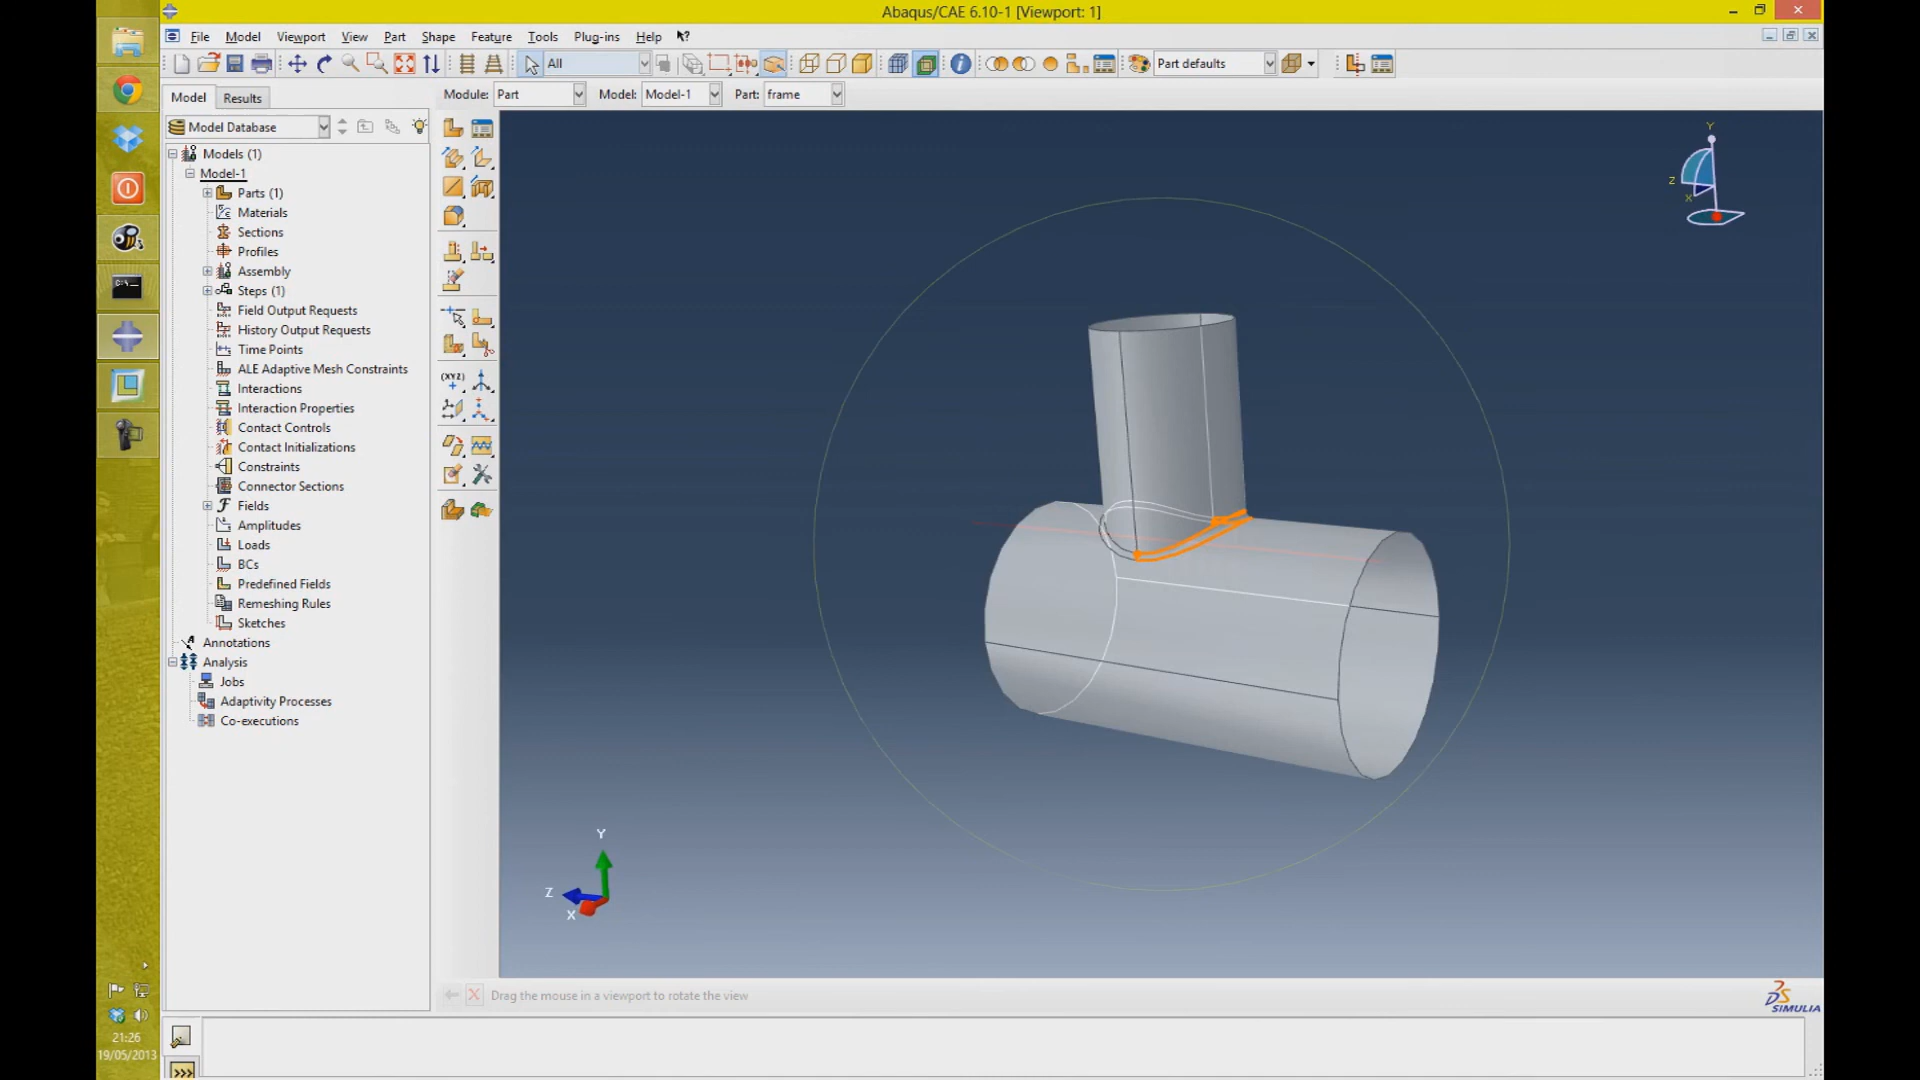 Abaqus/CAE 6.10-1 [Viewport: 1]
File Model Viewport View Part Shape Feature Tools Plug-ins Help
All
Part defaults
Model Results
Module: Part Model: Model-1 Part: frame
Model Database
Models (1)
Model-1
Parts (1)
Materials
Sections
Profiles
Assembly
Steps (1)
Field Output Requests
History Output Requests
Time Points
ALE Adaptive Mesh Constraints
Interactions
Interaction Properties
Contact Controls
Contact Initializations
Constraints
Connector Sections
Fields
Amplitudes
Loads
BCs
Predefined Fields
Remeshing Rules
Sketches
Annotations
Analysis
Jobs
Adaptivity Processes
Co-executions
(XYZ)
Y
Z
X
Y
Z
X
Drag the mouse in a viewport to rotate the view
SIMULIA
21:26
19/05/2013
>>>